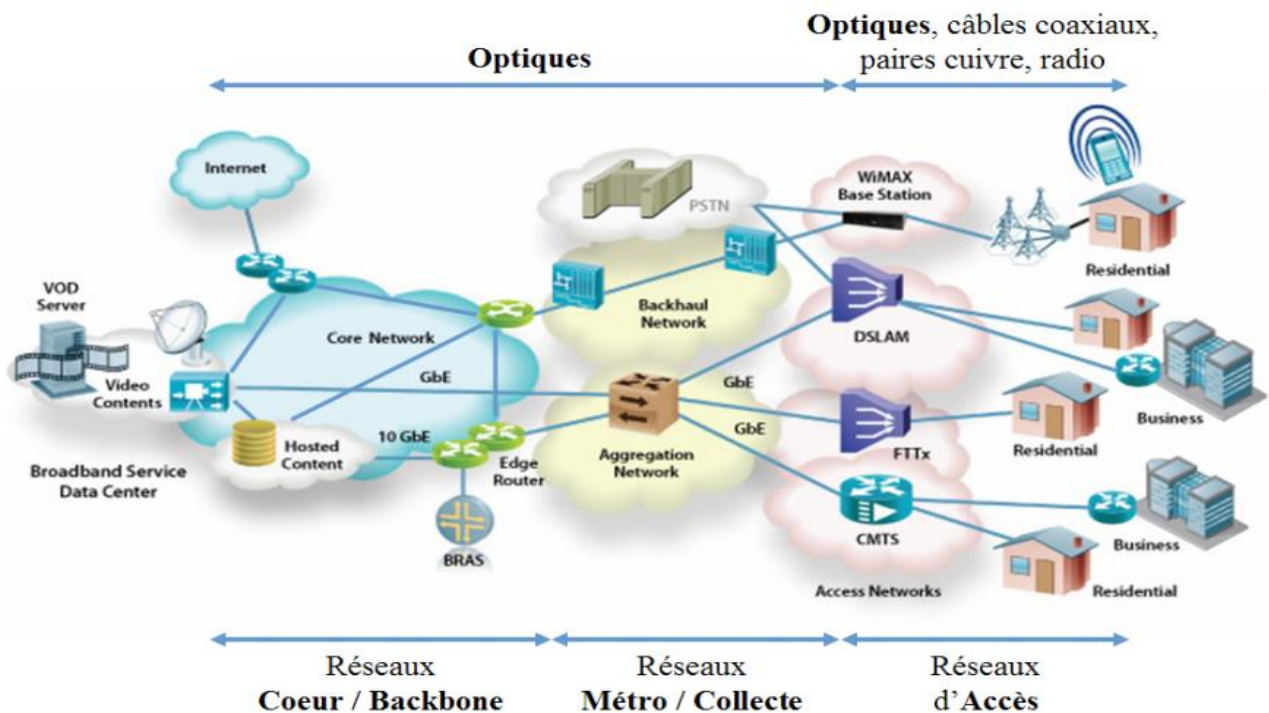 Optiques
Optiques, câbles coaxiaux,
paires cuivre, radio
Internet
PSTN
WiMAX
Base Station
Residential
VOD
Server
Core Network
Backhaul
Network
DSLAM
Video
Contents
GbE
GbE
GbE
Business
Hosted
Content
10 GbE
Edge
Router
Aggregation
Network
FTTx
Residential
Broadband Service
Data Center
BRAS
CMTS
Business
Access Networks
Residential
Réseaux
Coeur / Backbone
Réseaux
Métro / Collecte
Réseaux
d’Accès